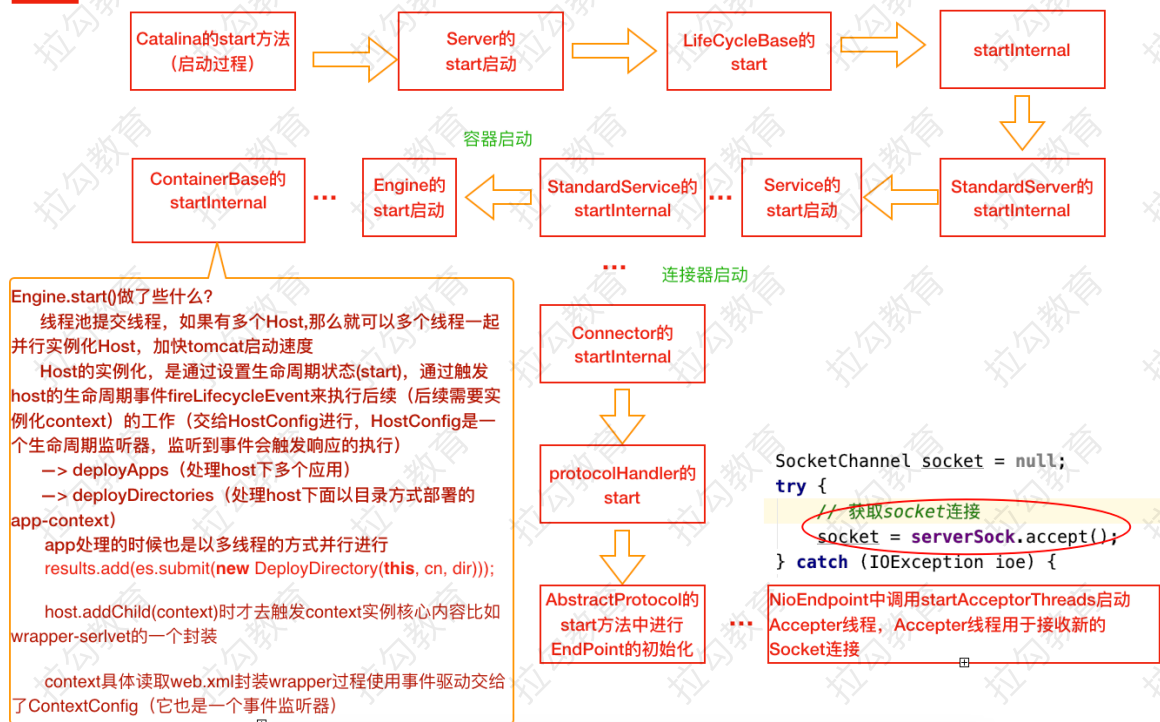 Catalina的start方法
（启动过程）
Server的
start启动
LifeCycleBase的
start
startInternal
容器启动
ContainerBase的
startInternal
...
Engine的
start启动
StandardService的
startInternal
...
Service的
start启动
StandardServer的
startInternal
...
连接器启动
Engine.start()做了些什么?
线程池提交线程，如果有多个Host,那么就可以多个线程一起
并行实例化Host，加快tomcat启动速度
Host的实例化，是通过设置生命周期状态(start)，通过触发
host的生命周期事件fireLifecycleEvent来执行后续（后续需要实
例化context）的工作（交给HostConfig进行，HostConfig是一
个生命周期监听器，监听到事件会触发响应的执行）
—> deployApps（处理host下多个应用）
—> deployDirectories（处理host下面以目录方式部署的
app-context）
app处理的时候也是以多线程的方式并行进行
results.add(es.submit(new DeployDirectory(this, cn, dir)));
host.addChild(context)时才去触发context实例核心内容比如
wrapper-serlvet的一个封装
context具体读取web.xml封装wrapper过程使用事件驱动交给
了ContextConfig（它也是一个事件监听器）
Connector的
startInternal
protocolHandler的
start
AbstractProtocol的
start方法中进行
EndPoint的初始化
...
SocketChannel socket = null;
try {
// 获取socket连接
socket = serverSock.accept();
} catch (IOException ioe) {
NioEndpoint中调用startAcceptorThreads启动
Accepter线程，Accepter线程用于接收新的
Socket连接
拉勾教育